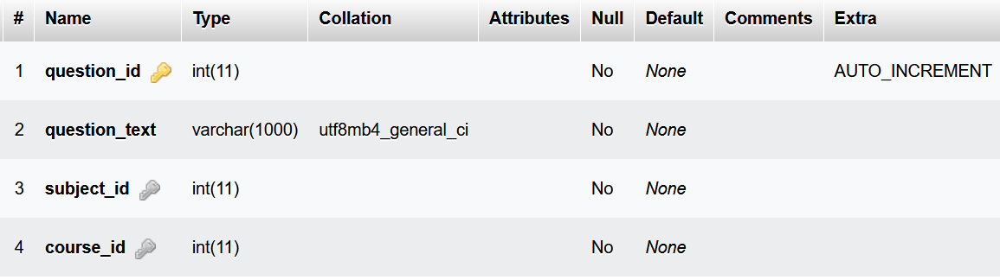 # Name Type Collation Attributes Null Default Comments Extra
1 question_id int(11) No None AUTO_INCREMENT
2 question_text varchar(1000) utf8mb4_general_ci No None
3 subject_id int(11) No None
4 course_id int(11) No None